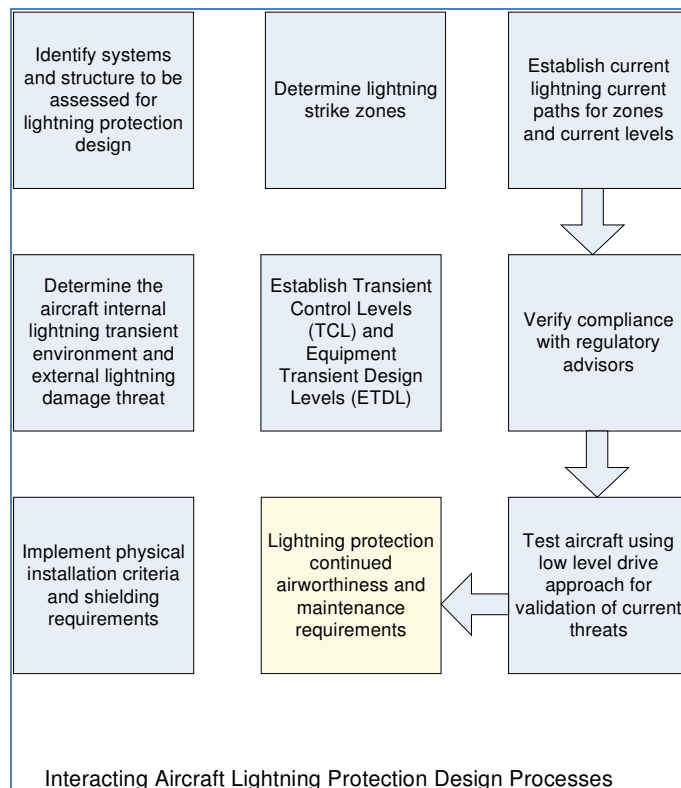 Identify systems
and structure to be
assessed for
lightning protection
design
Determine lightning
strike zones
Establish current
lightning current
paths for zones
and current levels
Determine the
aircraft internal
lightning transient
environment and
external lightning
damage threat
Establish Transient
Control Levels
(TCL) and
Equipment
Transient Design
Levels (ETDL)
Verify compliance
with regulatory
advisors
Implement physical
installation criteria
and shielding
requirements
Lightning protection
continued
airworthiness and
maintenance
requirements
Test aircraft using
low level drive
approach for
validation of current
threats
Interacting Aircraft Lightning Protection Design Processes